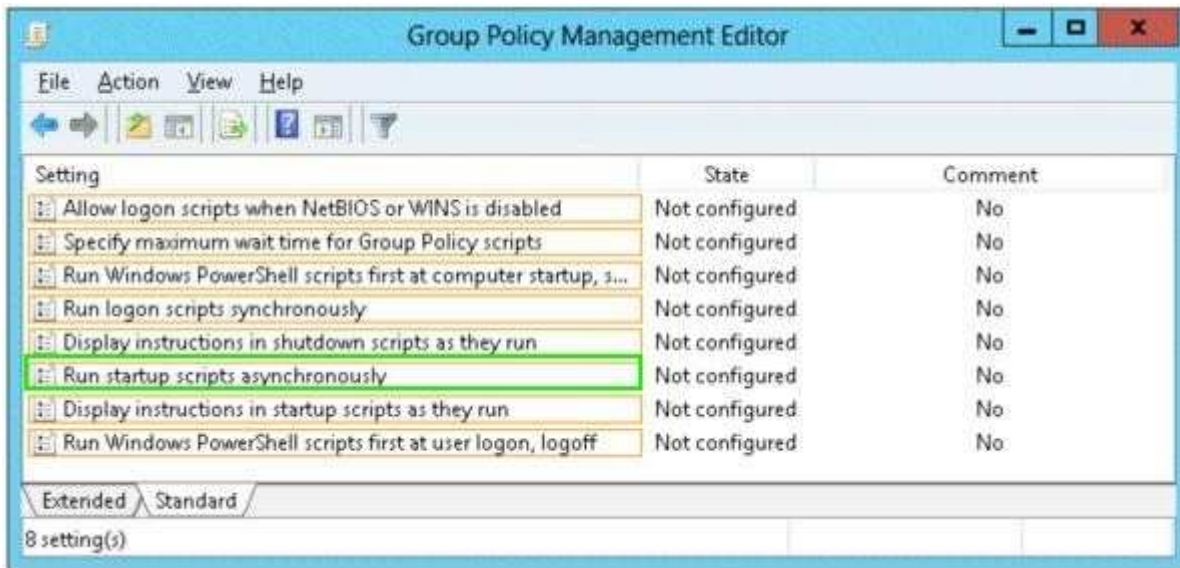 Group Policy Management Editor
File Action View Help
Setting State Comment
Allow logon scripts when NetBIOS or WINS is disabled Not configured No
Specify maximum wait time for Group Policy scripts Not configured No
Run Windows PowerShell scripts first at computer startup, s... Not configured No
Run logon scripts synchronously Not configured No
Display instructions in shutdown scripts as they run Not configured No
Run startup scripts asynchronously Not configured No
Display instructions in startup scripts as they run Not configured No
Run Windows PowerShell scripts first at user logon, logoff Not configured No
Extended Standard
8 setting(s)